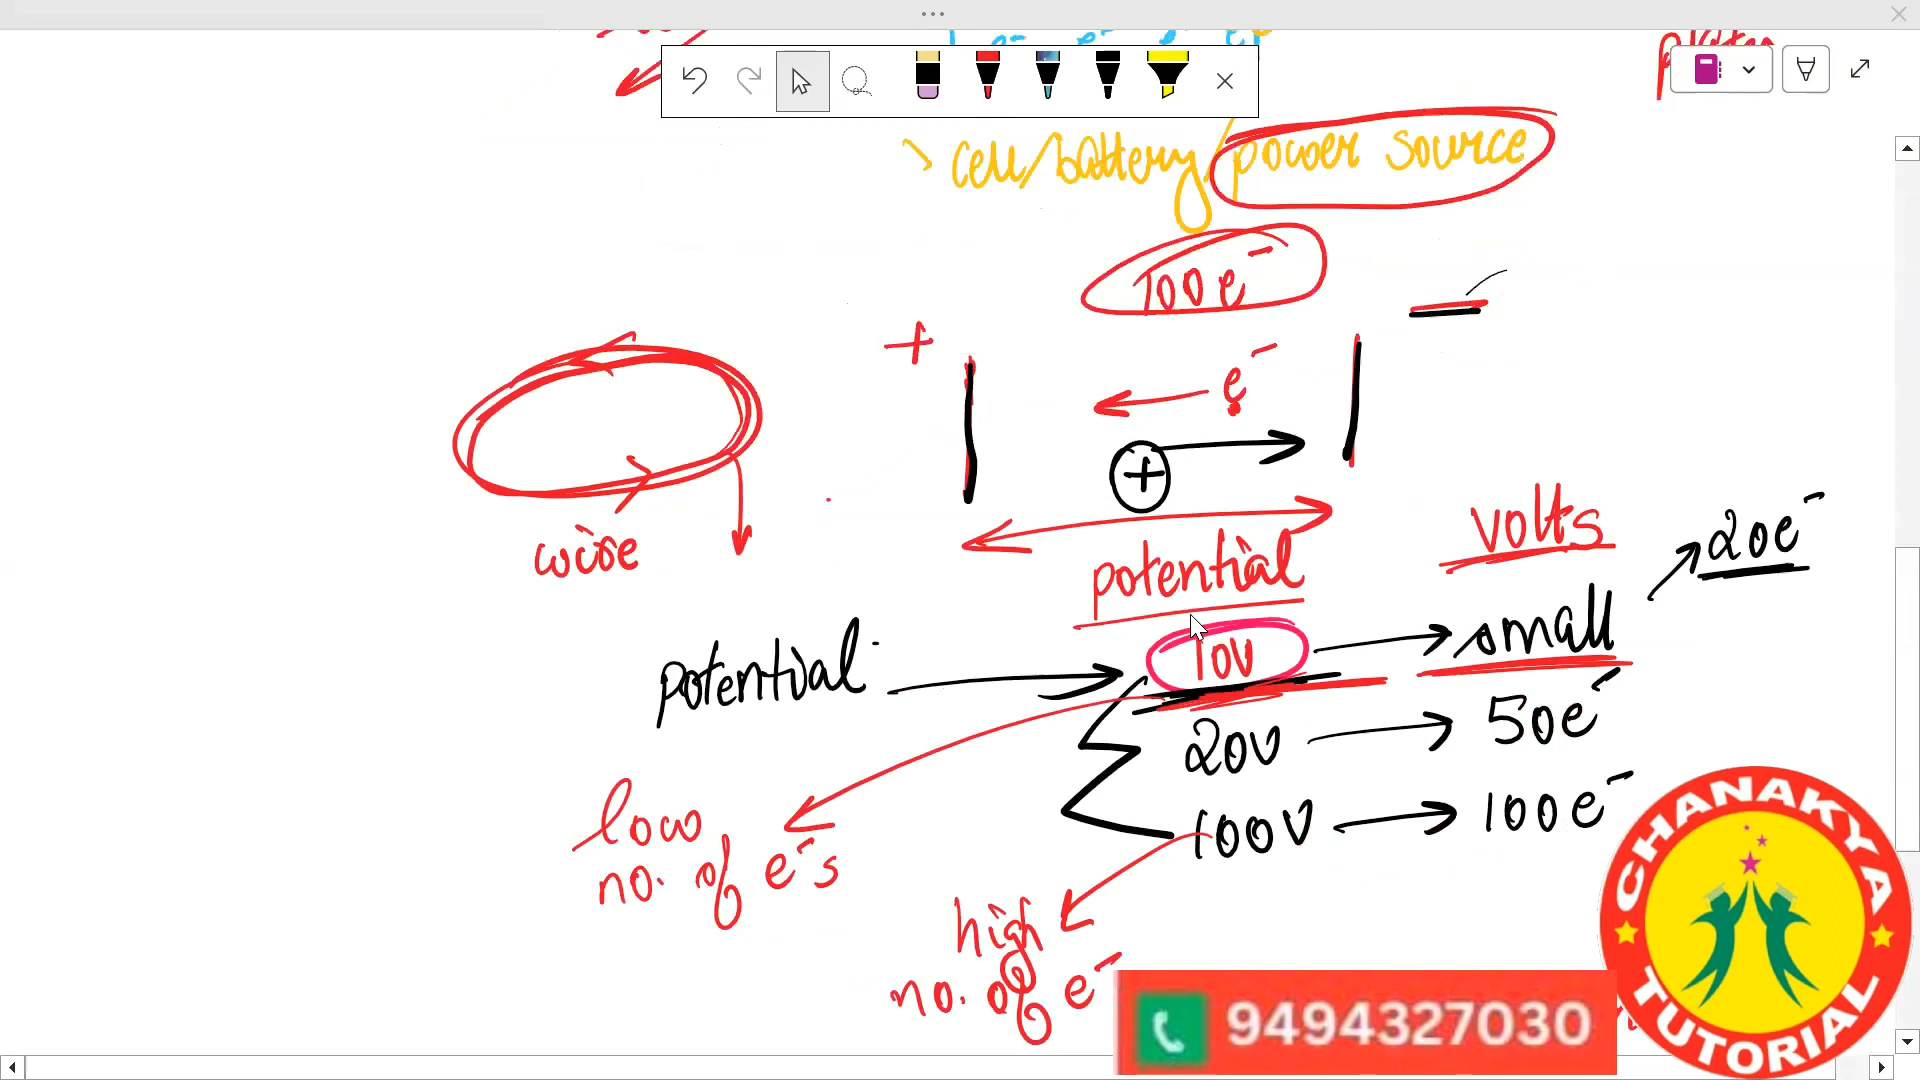 cell/battery/power source
100e⁻
+
e⁻
+
volts
20e⁻
wire
potential
potential
10V
small
20V
50e⁻
100V
100e⁻
low
no. of e⁻s
high
no. of e⁻
9494327030
CHANAKYA
TUTORIAL